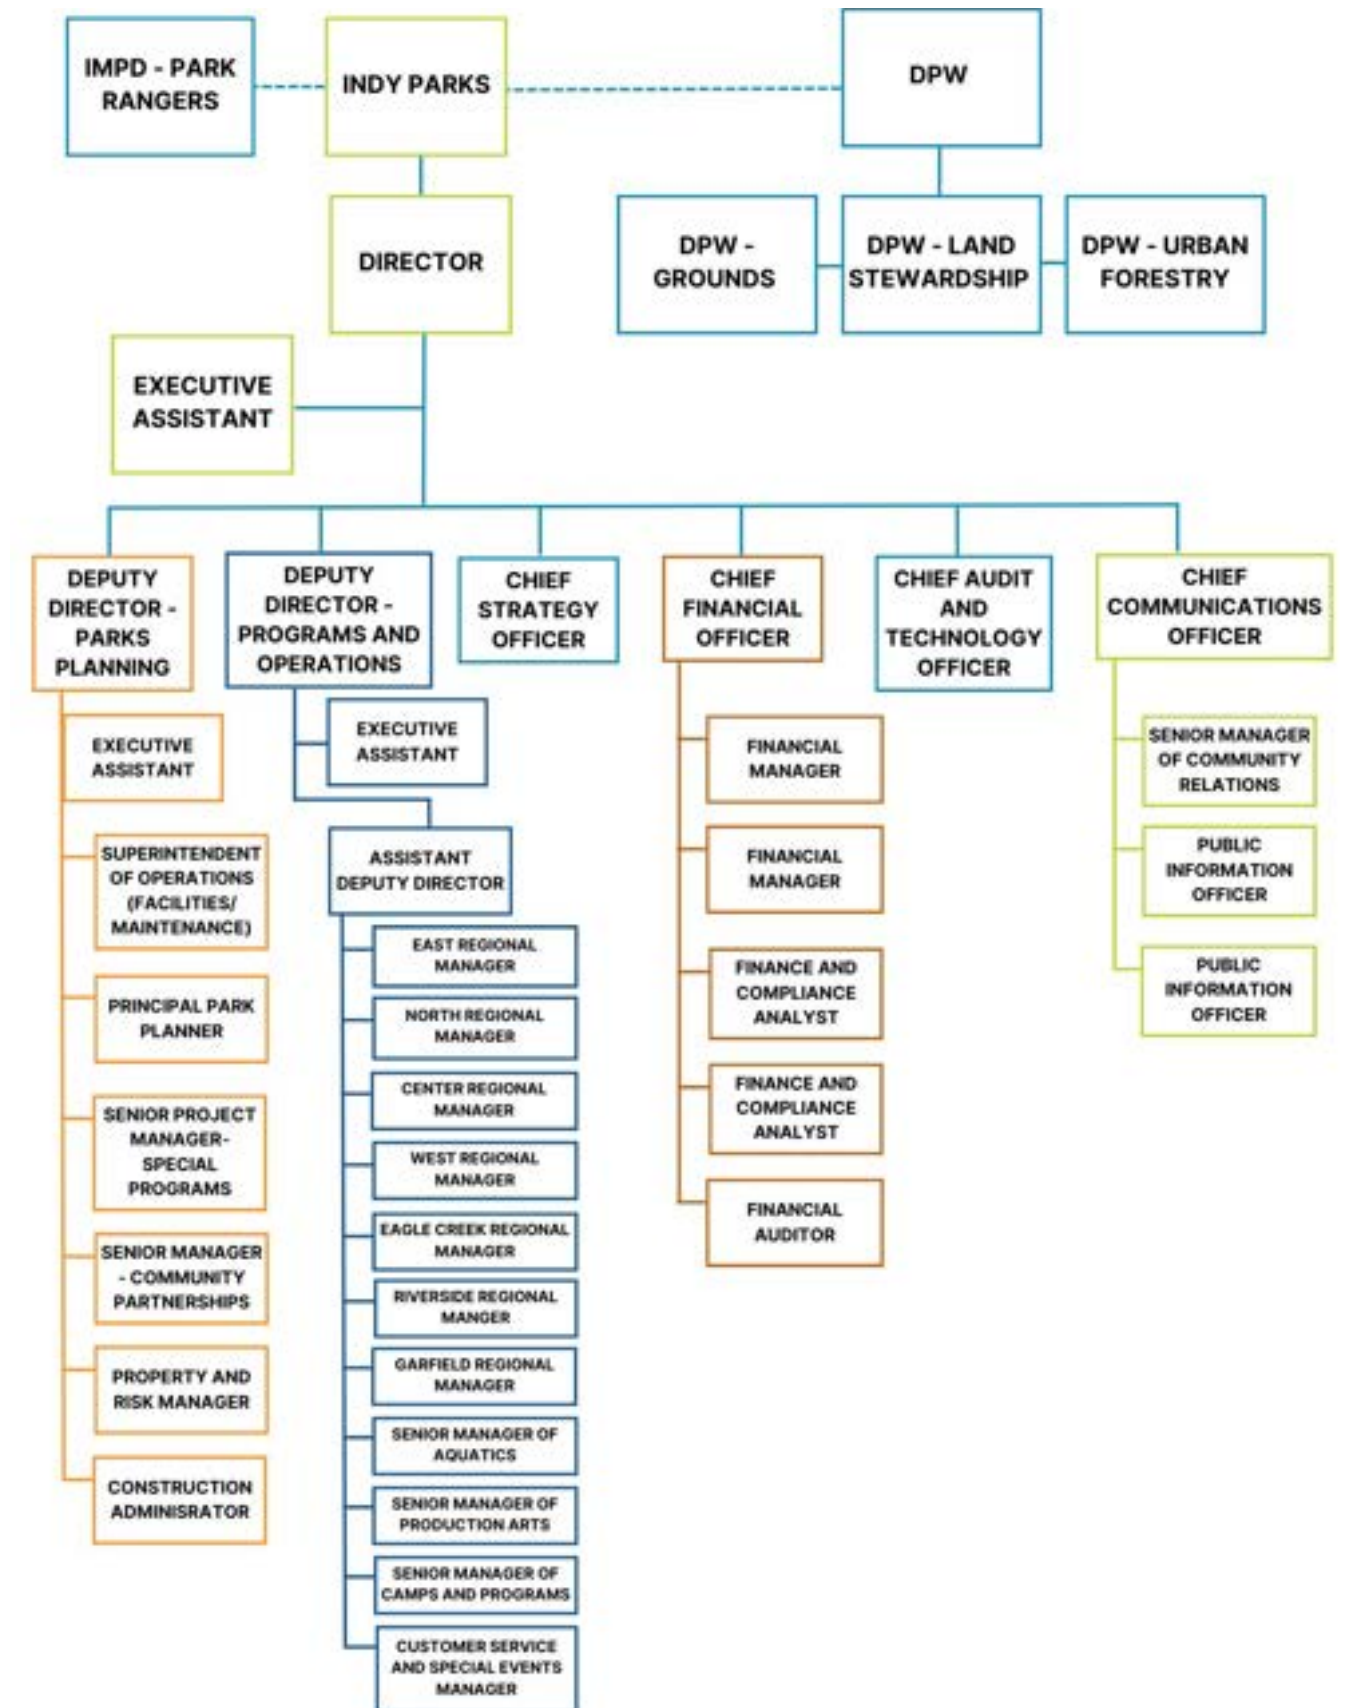 IMPD - PARK
RANGERS
INDY PARKS
DPW
DIRECTOR
DPW -
GROUNDS
DPW - LAND
STEWARDSHIP
DPW - URBAN
FORESTRY
EXECUTIVE
ASSISTANT
DEPUTY
DIRECTOR -
PARKS
PLANNING
DEPUTY
DIRECTOR -
PROGRAMS AND
OPERATIONS
CHIEF
STRATEGY
OFFICER
CHIEF
FINANCIAL
OFFICER
CHIEF AUDIT
AND
TECHNOLOGY
OFFICER
CHIEF
COMMUNICATIONS
OFFICER
EXECUTIVE
ASSISTANT
SUPERINTENDENT
OF OPERATIONS
(FACILITIES/
MAINTENANCE)
PRINCIPAL PARK
PLANNER
SENIOR PROJECT
MANAGER-
SPECIAL
PROGRAMS
SENIOR MANAGER
- COMMUNITY
PARTNERSHIPS
PROPERTY AND
RISK MANAGER
CONSTRUCTION
ADMINISRATOR
EXECUTIVE
ASSISTANT
ASSISTANT
DEPUTY DIRECTOR
EAST REGIONAL
MANAGER
NORTH REGIONAL
MANAGER
CENTER REGIONAL
MANAGER
WEST REGIONAL
MANAGER
EAGLE CREEK REGIONAL
MANAGER
RIVERSIDE REGIONAL
MANGER
GARFIELD REGIONAL
MANAGER
SENIOR MANAGER OF
AQUATICS
SENIOR MANAGER OF
PRODUCTION ARTS
SENIOR MANAGER OF
CAMPS AND PROGRAMS
CUSTOMER SERVICE
AND SPECIAL EVENTS
MANAGER
FINANCIAL
MANAGER
FINANCIAL
MANAGER
FINANCE AND
COMPLIANCE
ANALYST
FINANCE AND
COMPLIANCE
ANALYST
FINANCIAL
AUDITOR
SENIOR MANAGER
OF COMMUNITY
RELATIONS
PUBLIC
INFORMATION
OFFICER
PUBLIC
INFORMATION
OFFICER